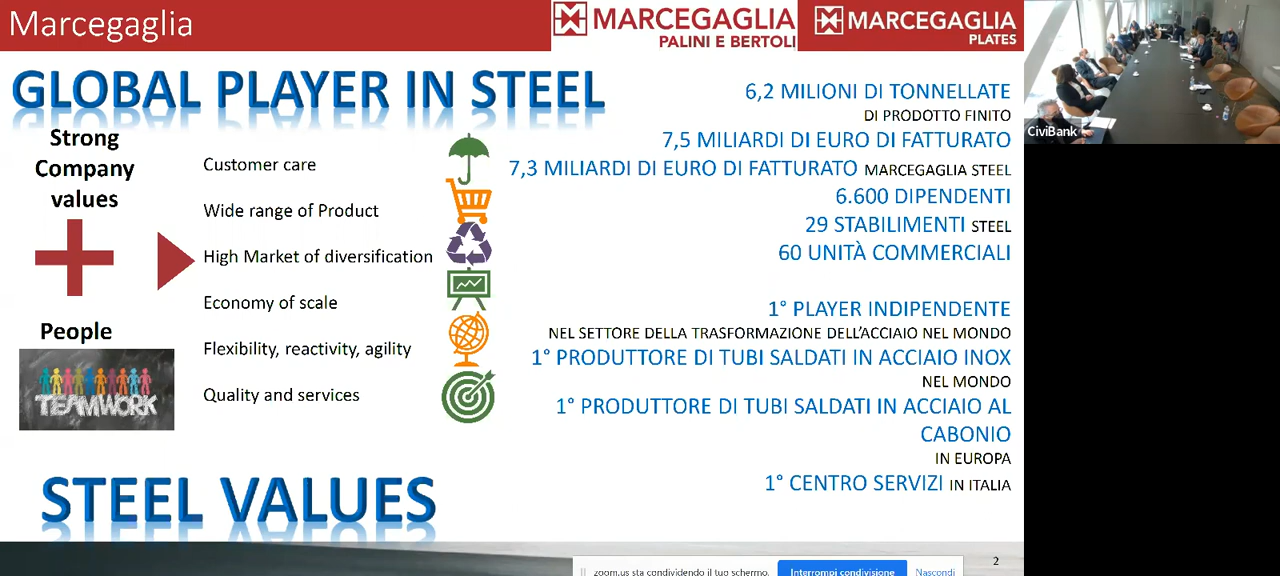 Marcegaglia
MARCEGAGLIA
PALINI E BERTOLI
MARCEGAGLIA
PLATES
GLOBAL PLAYER IN STEEL
Strong
Company
values
People
TEAMWORK
Customer care
Wide range of Product
High Market of diversification
Economy of scale
Flexibility, reactivity, agility
Quality and services
6,2 MILIONI DI TONNELLATE
DI PRODOTTO FINITO
7,5 MILIARDI DI EURO DI FATTURATO
7,3 MILIARDI DI EURO DI FATTURATO MARCEGAGLIA STEEL
6.600 DIPENDENTI
29 STABILIMENTI STEEL
60 UNITÀ COMMERCIALI
1° PLAYER INDIPENDENTE
NEL SETTORE DELLA TRASFORMAZIONE DELL'ACCIAIO NEL MONDO
1° PRODUTTORE DI TUBI SALDATI IN ACCIAIO INOX
NEL MONDO
1° PRODUTTORE DI TUBI SALDATI IN ACCIAIO AL
CABONIO
IN EUROPA
1° CENTRO SERVIZI IN ITALIA
STEEL VALUES
2
CiviBank
zoom.us sta condividendo il tuo schermo. Interrompi condivisione Nascondi